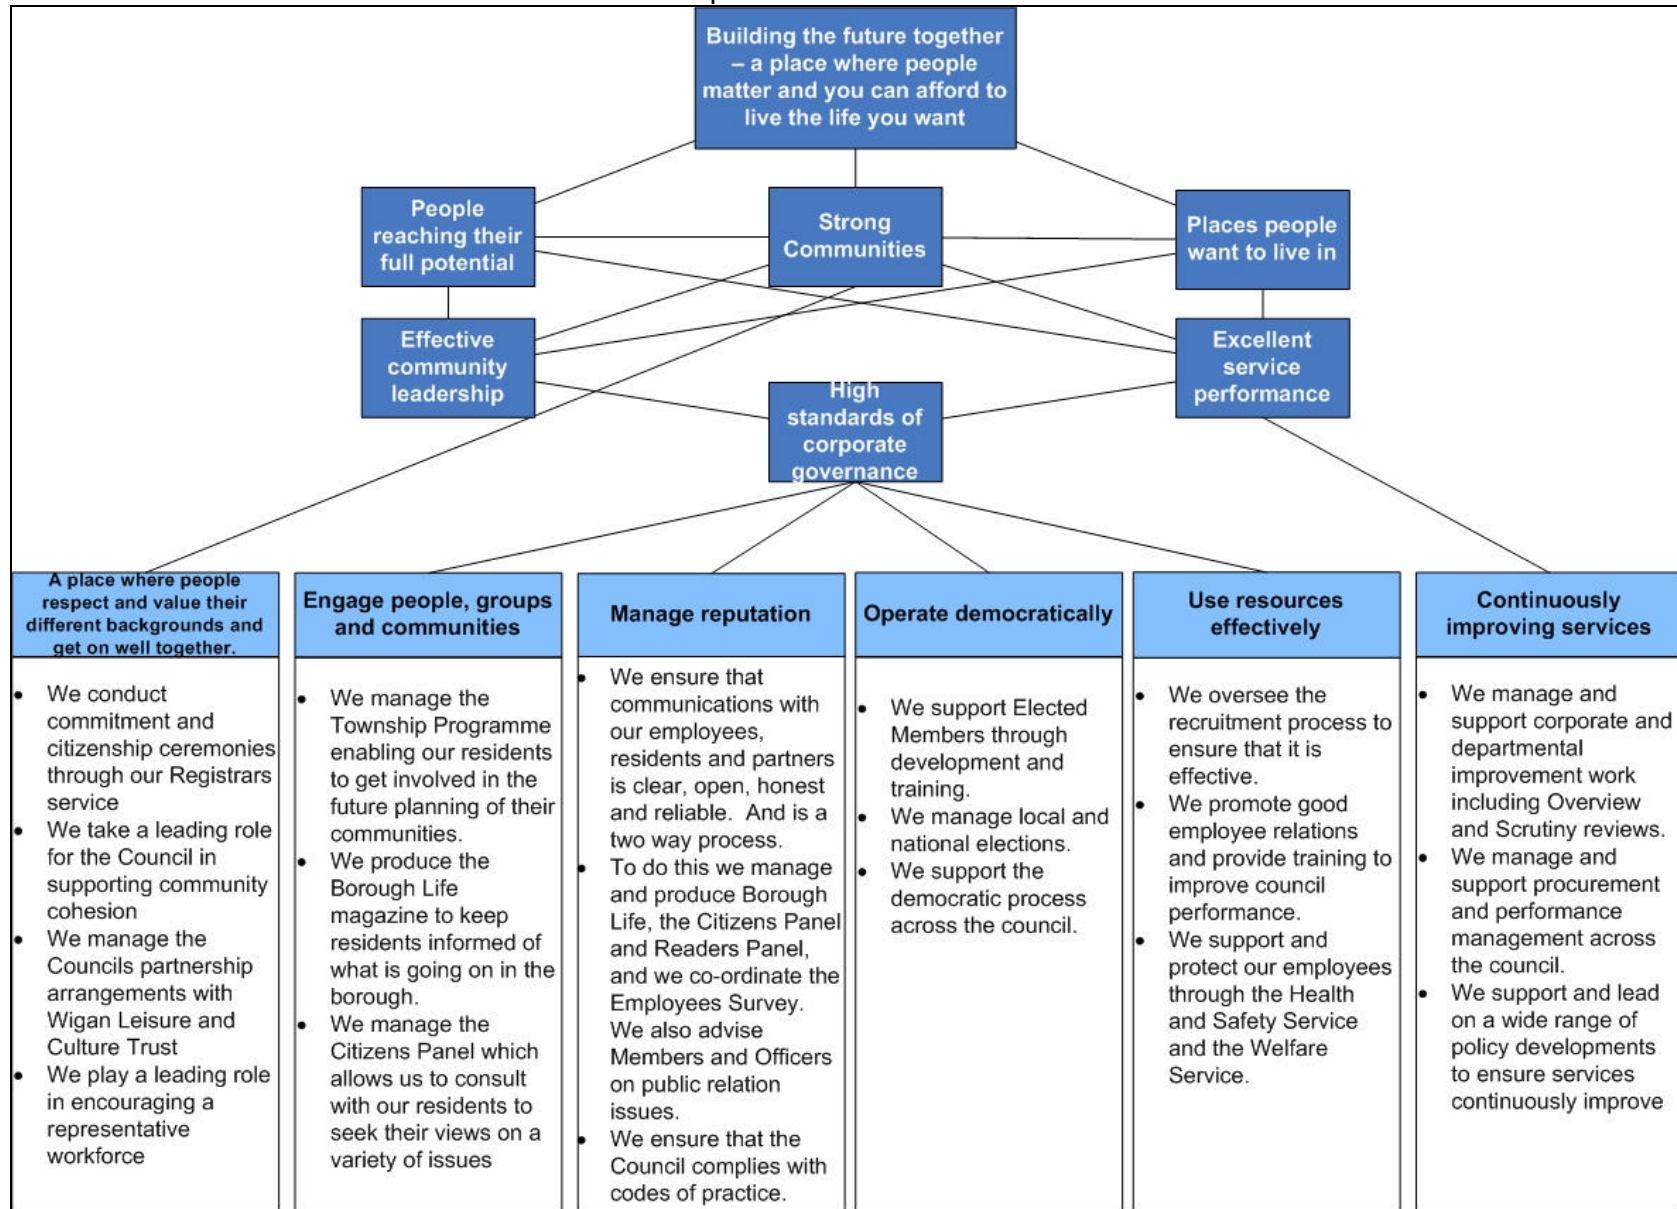 Building the future together
– a place where people
matter and you can afford to
live the life you want
People
reaching their
full potential
Strong
Communities
Places people
want to live in
Effective
community
leadership
High
standards of
corporate
governance
Excellent
service
performance
A place where people
respect and value their
different backgrounds and
get on well together.
• We conduct
commitment and
citizenship ceremonies
through our Registrars
service
• We take a leading role
for the Council in
supporting community
cohesion
• We manage the
Councils partnership
arrangements with
Wigan Leisure and
Culture Trust
• We play a leading role
in encouraging a
representative
workforce
Engage people, groups
and communities
• We manage the
Township Programme
enabling our residents
to get involved in the
future planning of their
communities.
• We produce the
Borough Life
magazine to keep
residents informed of
what is going on in the
borough.
• We manage the
Citizens Panel which
allows us to consult
with our residents to
seek their views on a
variety of issues
Manage reputation
• We ensure that
communications with
our employees,
residents and partners
is clear, open, honest
and reliable. And is a
two way process.
• To do this we manage
and produce Borough
Life, the Citizens Panel
and Readers Panel,
and we co-ordinate the
Employees Survey.
We also advise
Members and Officers
on public relation
issues.
• We ensure that the
Council complies with
codes of practice.
Operate democratically
• We support Elected
Members through
development and
training.
• We manage local and
national elections.
• We support the
democratic process
across the council.
Use resources
effectively
• We oversee the
recruitment process to
ensure that it is
effective.
• We promote good
employee relations
and provide training to
improve council
performance.
• We support and
protect our employees
through the Health
and Safety Service
and the Welfare
Service.
Continuously
improving services
• We manage and
support corporate and
departmental
improvement work
including Overview
and Scrutiny reviews.
• We manage and
support procurement
and performance
management across
the council.
• We support and lead
on a wide range of
policy developments
to ensure services
continuously improve